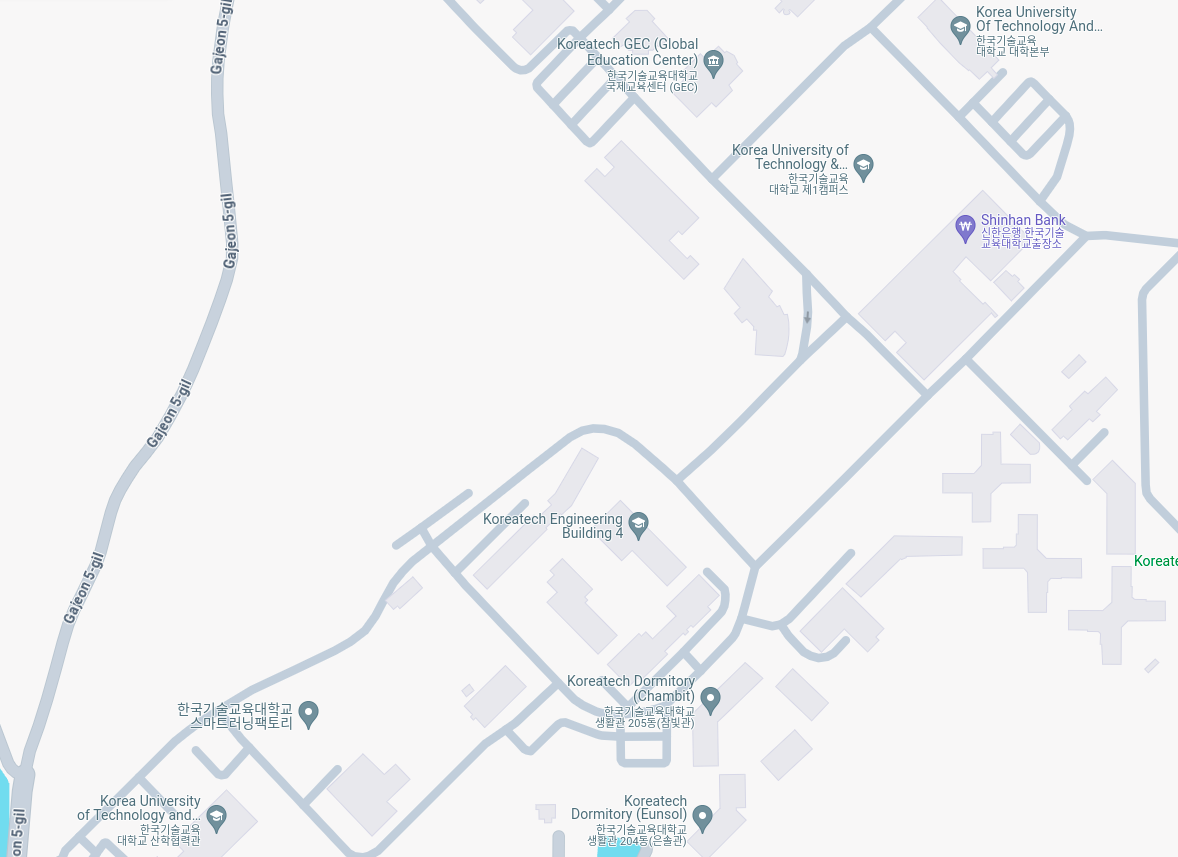 Gajeon 5-gil
Koreatech GEC (Global
Education Center)
한국기술교육대학교
국제교육센터 (GEC)
Korea University
Of Technology And...
한국기술교육
대학교 대학본부
Korea University of
Technology &...
한국기술교육
대학교 제1캠퍼스
Gajeon 5-gil
Shinhan Bank
신한은행 한국기술
교육대학교출장소
Gajeon 5-gil
Koreatech Engineering
Building 4
Gajeon 5-gil
Koreate
한국기술교육대학교
스마트러닝팩토리
Koreatech Dormitory
(Chambit)
한국기술교육대학교
생활관 205동(참빛관)
Korea University
of Technology and...
한국기술교육
대학교 산학협력관
Koreatech
Dormitory (Eunsol)
한국기술교육대학교
생활관 204동(은솔관)
on 5-gil